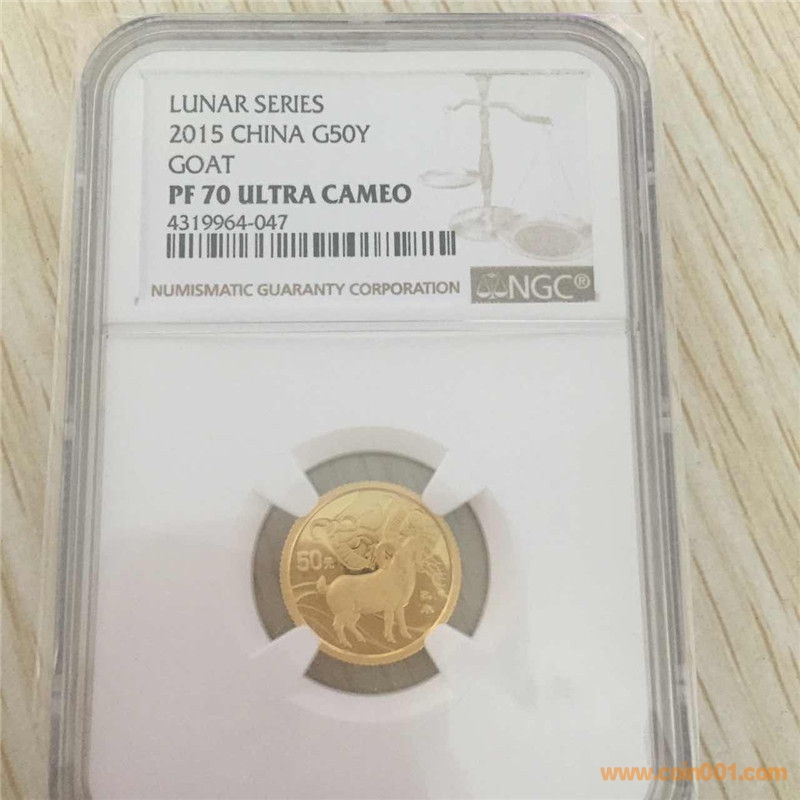 LUNAR SERIES
2015 CHINA G50Y
GOAT
PF 70 ULTRA CAMEO
4319964-047
NUMISMATIC GUARANTY CORPORATION
NGC®
50元
www.coin001.com